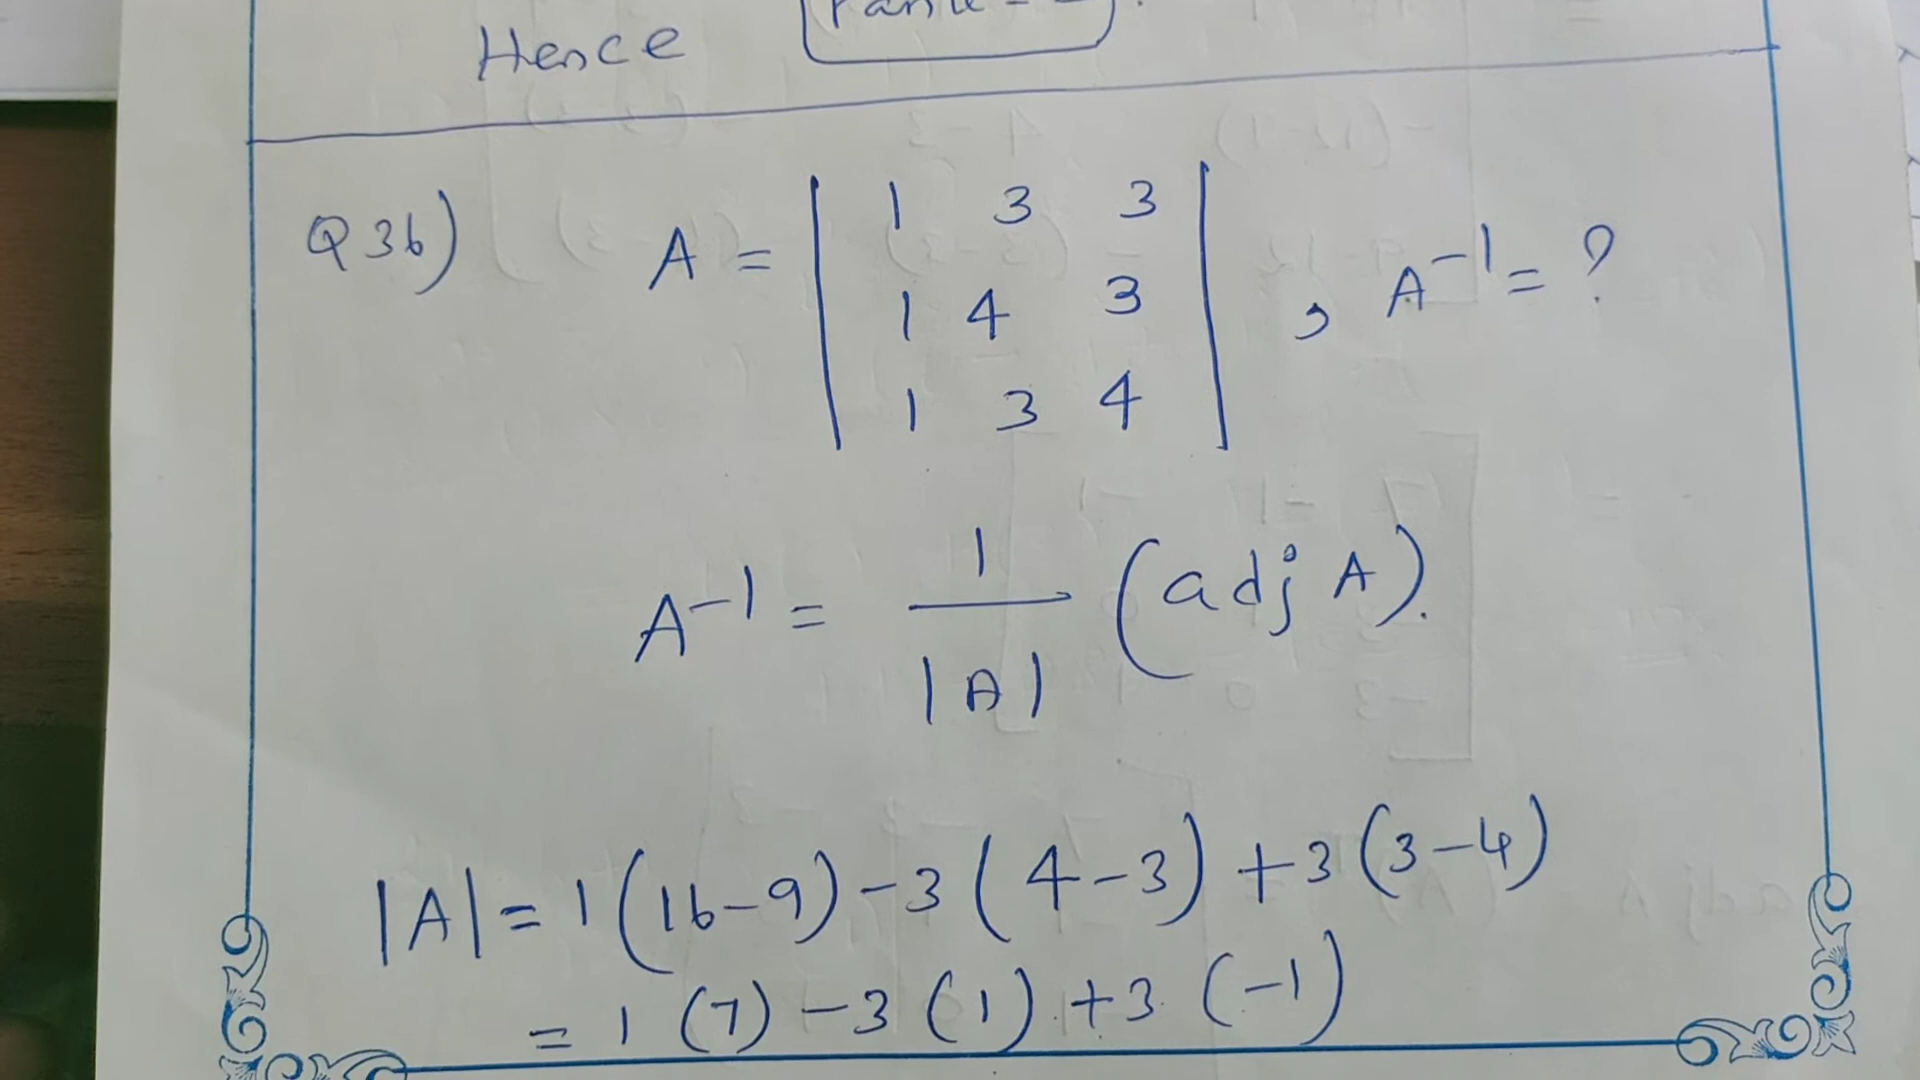 Hence
Q 3b) A = | 1 3 3 | , A⁻¹ = ?
| 1 4 3 |
| 1 3 4 |
A⁻¹ = 1 / |A| (adj A).
|A| = 1 (16-9) -3 (4-3) +3 (3-4)
= 1 (7) -3 (1) +3 (-1)